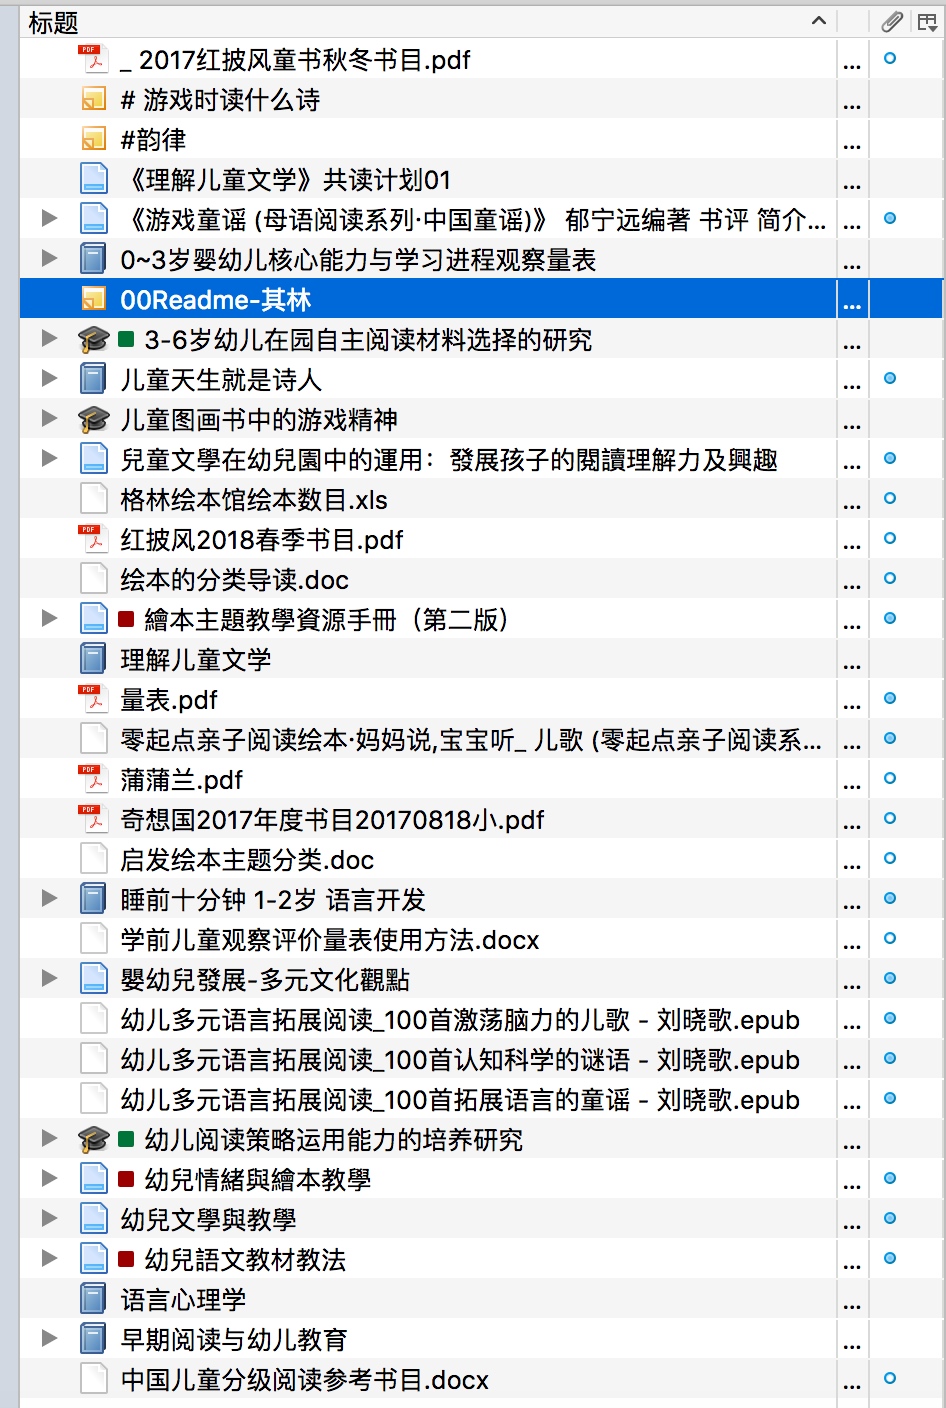 标题
_ 2017红披风童书秋冬书目.pdf
# 游戏时读什么诗
#韵律
《理解儿童文学》共读计划01
《游戏童谣 (母语阅读系列·中国童谣)》 郁宁远编著 书评 简介...
0~3岁婴幼儿核心能力与学习进程观察量表
00Readme-其林
3-6岁幼儿在园自主阅读材料选择的研究
儿童天生就是诗人
儿童图画书中的游戏精神
兒童文學在幼兒園中的運用：發展孩子的閱讀理解力及興趣
格林绘本馆绘本数目.xls
红披风2018春季书目.pdf
绘本的分类导读.doc
繪本主題教學資源手冊（第二版）
理解儿童文学
量表.pdf
零起点亲子阅读绘本·妈妈说,宝宝听_ 儿歌 (零起点亲子阅读系...
蒲蒲兰.pdf
奇想国2017年度书目20170818小.pdf
启发绘本主题分类.doc
睡前十分钟 1-2岁 语言开发
学前儿童观察评价量表使用方法.docx
嬰幼兒發展-多元文化觀點
幼儿多元语言拓展阅读_100首激荡脑力的儿歌 - 刘晓歌.epub
幼儿多元语言拓展阅读_100首认知科学的谜语 - 刘晓歌.epub
幼儿多元语言拓展阅读_100首拓展语言的童谣 - 刘晓歌.epub
幼儿阅读策略运用能力的培养研究
幼兒情緒與繪本教學
幼兒文學與教學
幼兒語文教材教法
语言心理学
早期阅读与幼儿教育
中国儿童分级阅读参考书目.docx